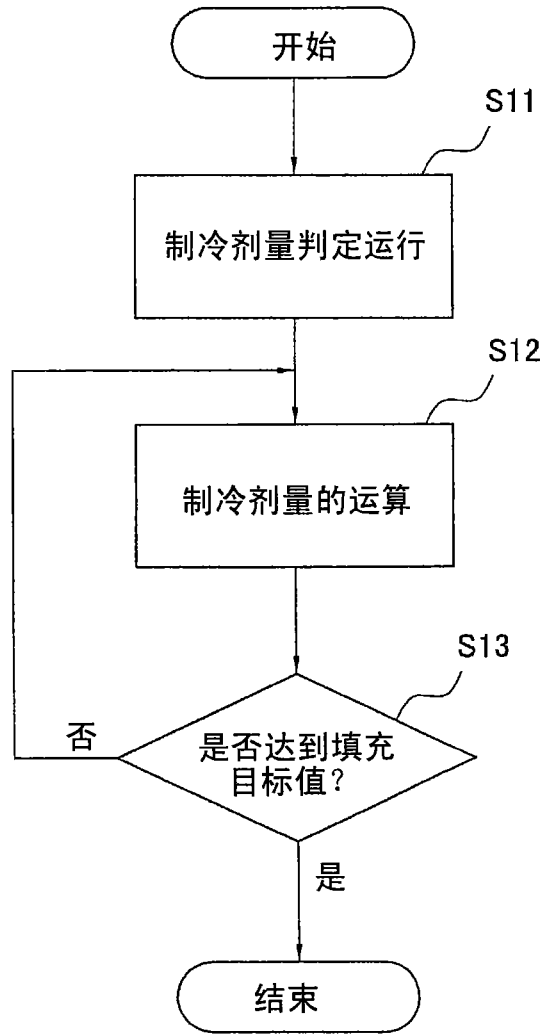 开始
S11
制冷剂量判定运行
S12
制冷剂量的运算
S13
是否达到填充
目标值?
否
是
结束